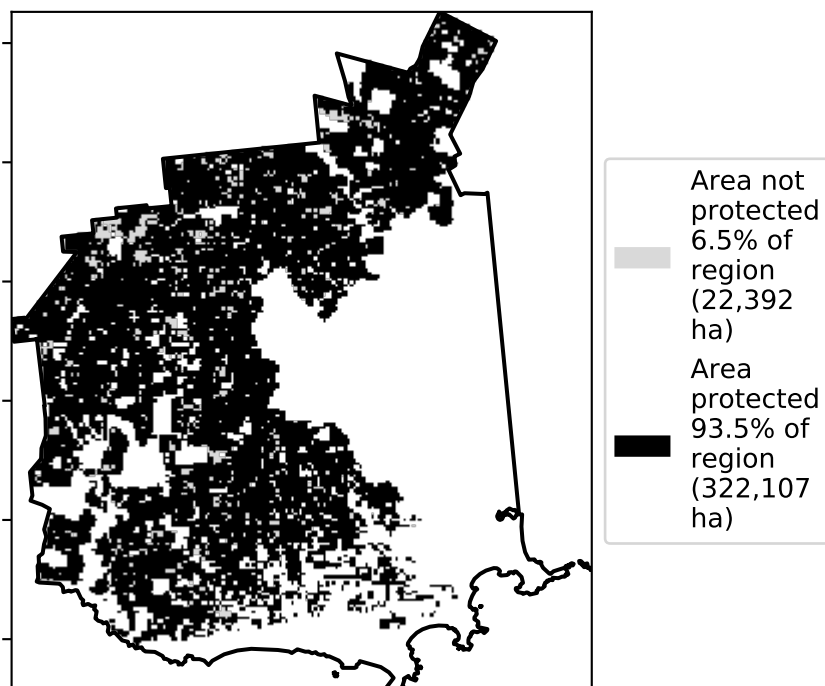 Area not
protected
6.5% of
region
(22,392
ha)
Area
protected
93.5% of
region
(322,107
ha)